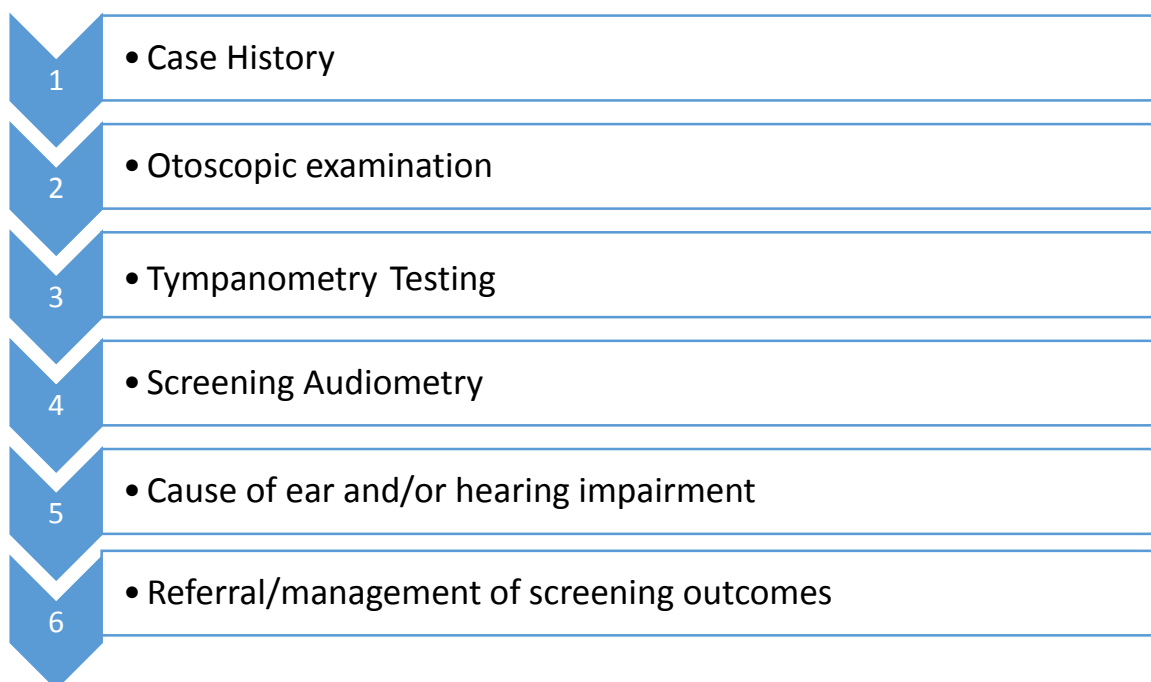 1
• Case History
2
• Otoscopic examination
3
• Tympanometry Testing
4
• Screening Audiometry
5
• Cause of ear and/or hearing impairment
6
• Referral/management of screening outcomes